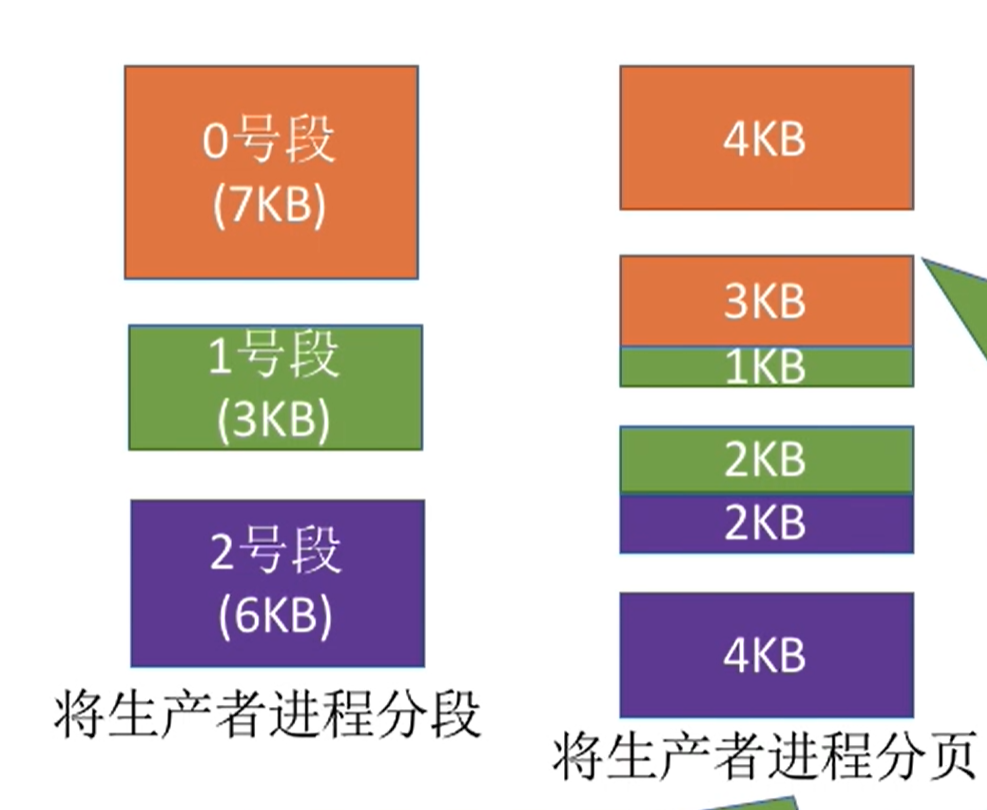 0号段
(7KB)
1号段
(3KB)
2号段
(6KB)
将生产者进程分段
4KB
3KB
1KB
2KB
2KB
4KB
将生产者进程分页